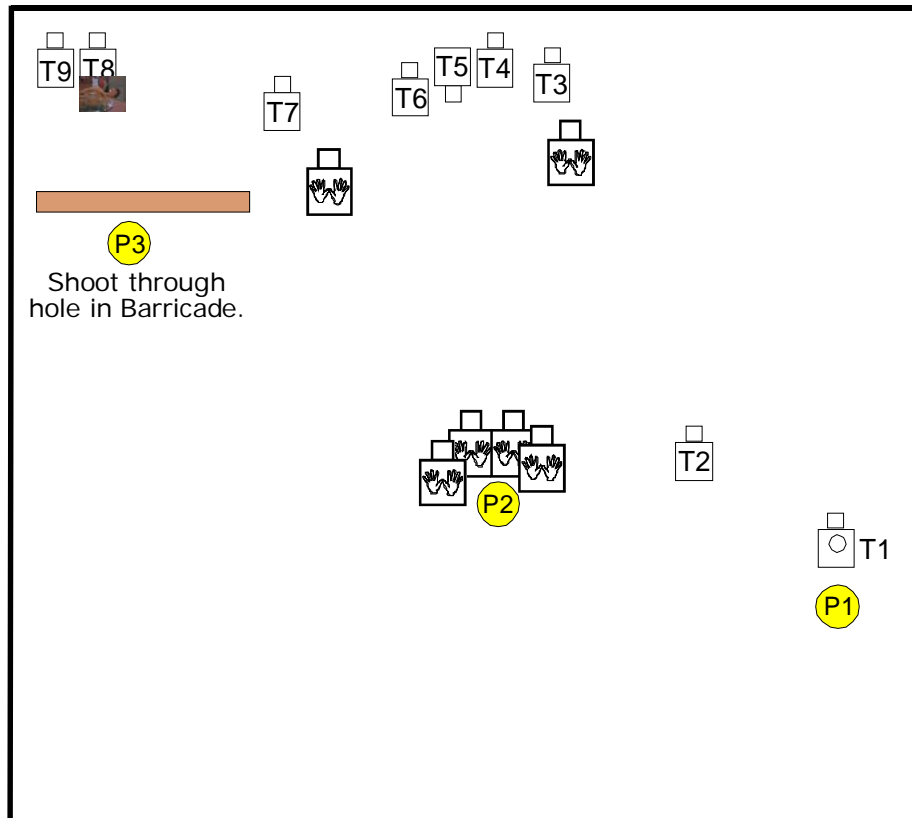 T9
T8
T5
T4
T3
T7
T6
P3
Shoot through
hole in Barricade.
T2
P2
T1
P1